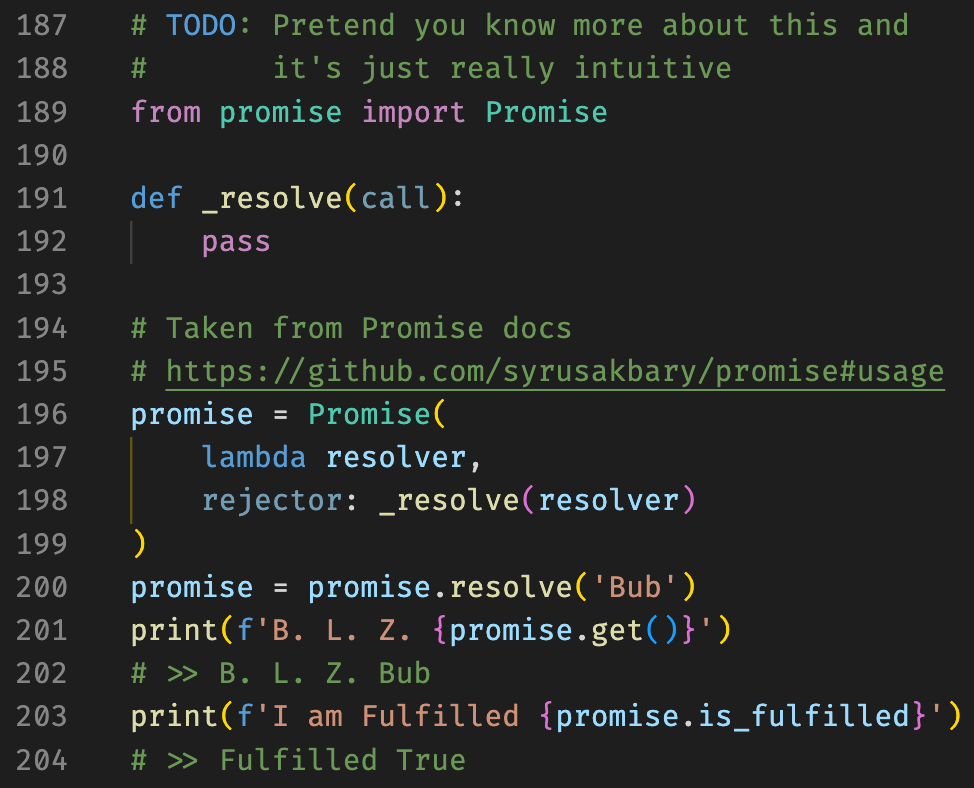 187 # TODO: Pretend you know more about this and
188 #       it's just really intuitive
189 from promise import Promise
190
191 def _resolve(call):
192     pass
193
194 # Taken from Promise docs
195 # https://github.com/syrusakbary/promise#usage
196 promise = Promise(
197     lambda resolver,
198     rejector: _resolve(resolver)
199 )
200 promise = promise.resolve('Bub')
201 print(f'B. L. Z. {promise.get()}')
202 # >> B. L. Z. Bub
203 print(f'I am Fulfilled {promise.is_fulfilled}')
204 # >> Fulfilled True